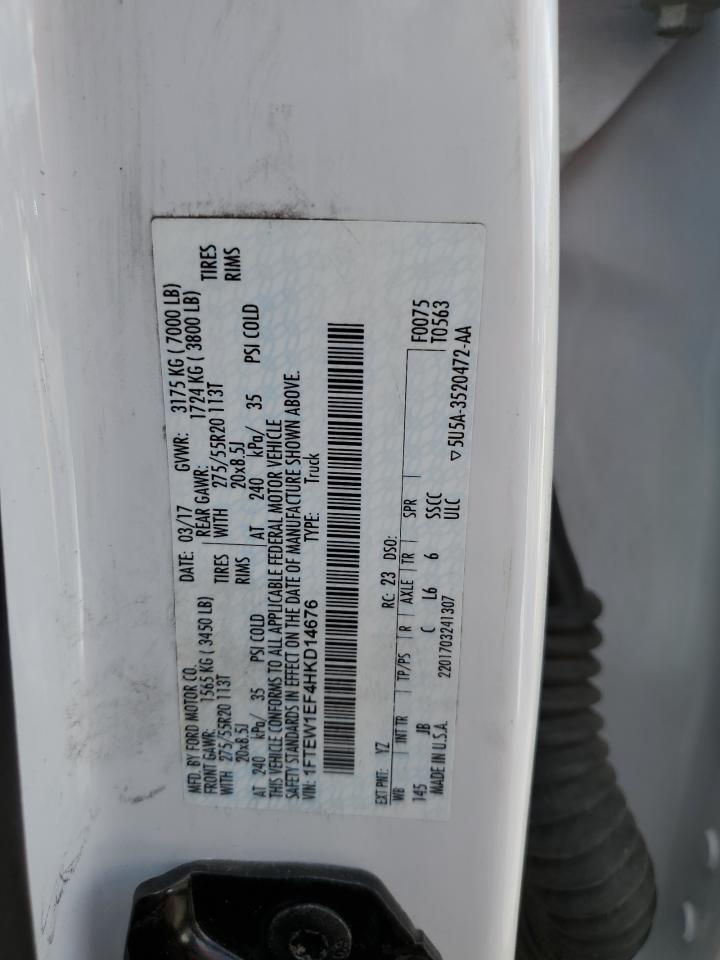 MFD. BY FORD MOTOR CO.
DATE: 03/17 GVWR: 3175 KG ( 7000 LB)
FRONT GAWR: 1565 KG ( 3450 LB) REAR GAWR: 1724 KG ( 3800 LB)
WITH 275/55R20 113T TIRES WITH 275/55R20 113T TIRES
20x8.5J RIMS 20x8.5J RIMS
AT 240 kPa/ 35 PSI COLD AT 240 kPa/ 35 PSI COLD
THIS VEHICLE CONFORMS TO ALL APPLICABLE FEDERAL MOTOR VEHICLE
SAFETY STANDARDS IN EFFECT ON THE DATE OF MANUFACTURE SHOWN ABOVE.
VIN: 1FTEW1EF4HKD14676 TYPE: Truck
EXT PNT: YZ RC: 23 DSO: F0075
WB INT TR TP/PS R AXLE TR SPR T0563
145 JB C L6 6 SSCC
MADE IN U.S.A. 2201703241307 ULC ▽5U5A-3520472-AA